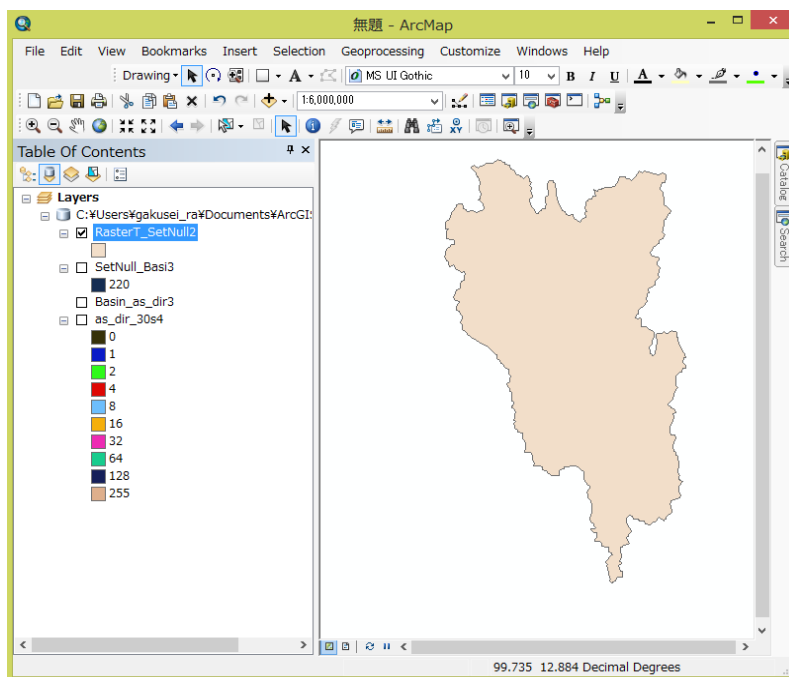 無題 - ArcMap
File Edit View Bookmarks Insert Selection Geoprocessing Customize Windows Help
Drawing A MS UI Gothic 10 B I U A
1:6,000,000
Table Of Contents
Layers
C:¥Users¥gakusei_ra¥Documents¥ArcGI
RasterT_SetNull2
SetNull_Basi3
220
Basin_as_dir3
as_dir_30s4
0
1
2
4
8
16
32
64
128
255
Catalog
Search
99.735 12.884 Decimal Degrees